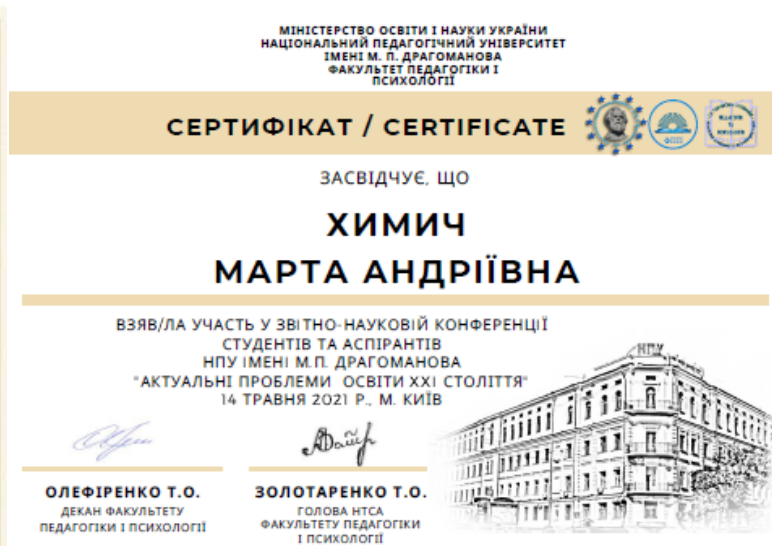 МІНІСТЕРСТВО ОСВІТИ І НАУКИ УКРАЇНИ
НАЦІОНАЛЬНИЙ ПЕДАГОГІЧНИЙ УНІВЕРСИТЕТ
ІМЕНІ М. П. ДРАГОМАНОВА
ФАКУЛЬТЕТ ПЕДАГОГІКИ І
ПСИХОЛОГІЇ
СЕРТИФІКАТ / CERTIFICATE
ЗАСВІДЧУЄ, ЩО
ХИМИЧ
МАРТА АНДРІЇВНА
ВЗЯВ/ЛА УЧАСТЬ У ЗВІТНО-НАУКОВІЙ КОНФЕРЕНЦІЇ
СТУДЕНТІВ ТА АСПІРАНТІВ
НПУ ІМЕНІ М.П. ДРАГОМАНОВА
"АКТУАЛЬНІ ПРОБЛЕМИ ОСВІТИ ХХІ СТОЛІТТЯ"
14 ТРАВНЯ 2021 Р., М. КИЇВ
НПУ
ОЛЕФІРЕНКО Т.О.
ДЕКАН ФАКУЛЬТЕТУ
ПЕДАГОГІКИ І ПСИХОЛОГІЇ
ЗОЛОТАРЕНКО Т.О.
ГОЛОВА НТСА
ФАКУЛЬТЕТУ ПЕДАГОГІКИ
І ПСИХОЛОГІЇ